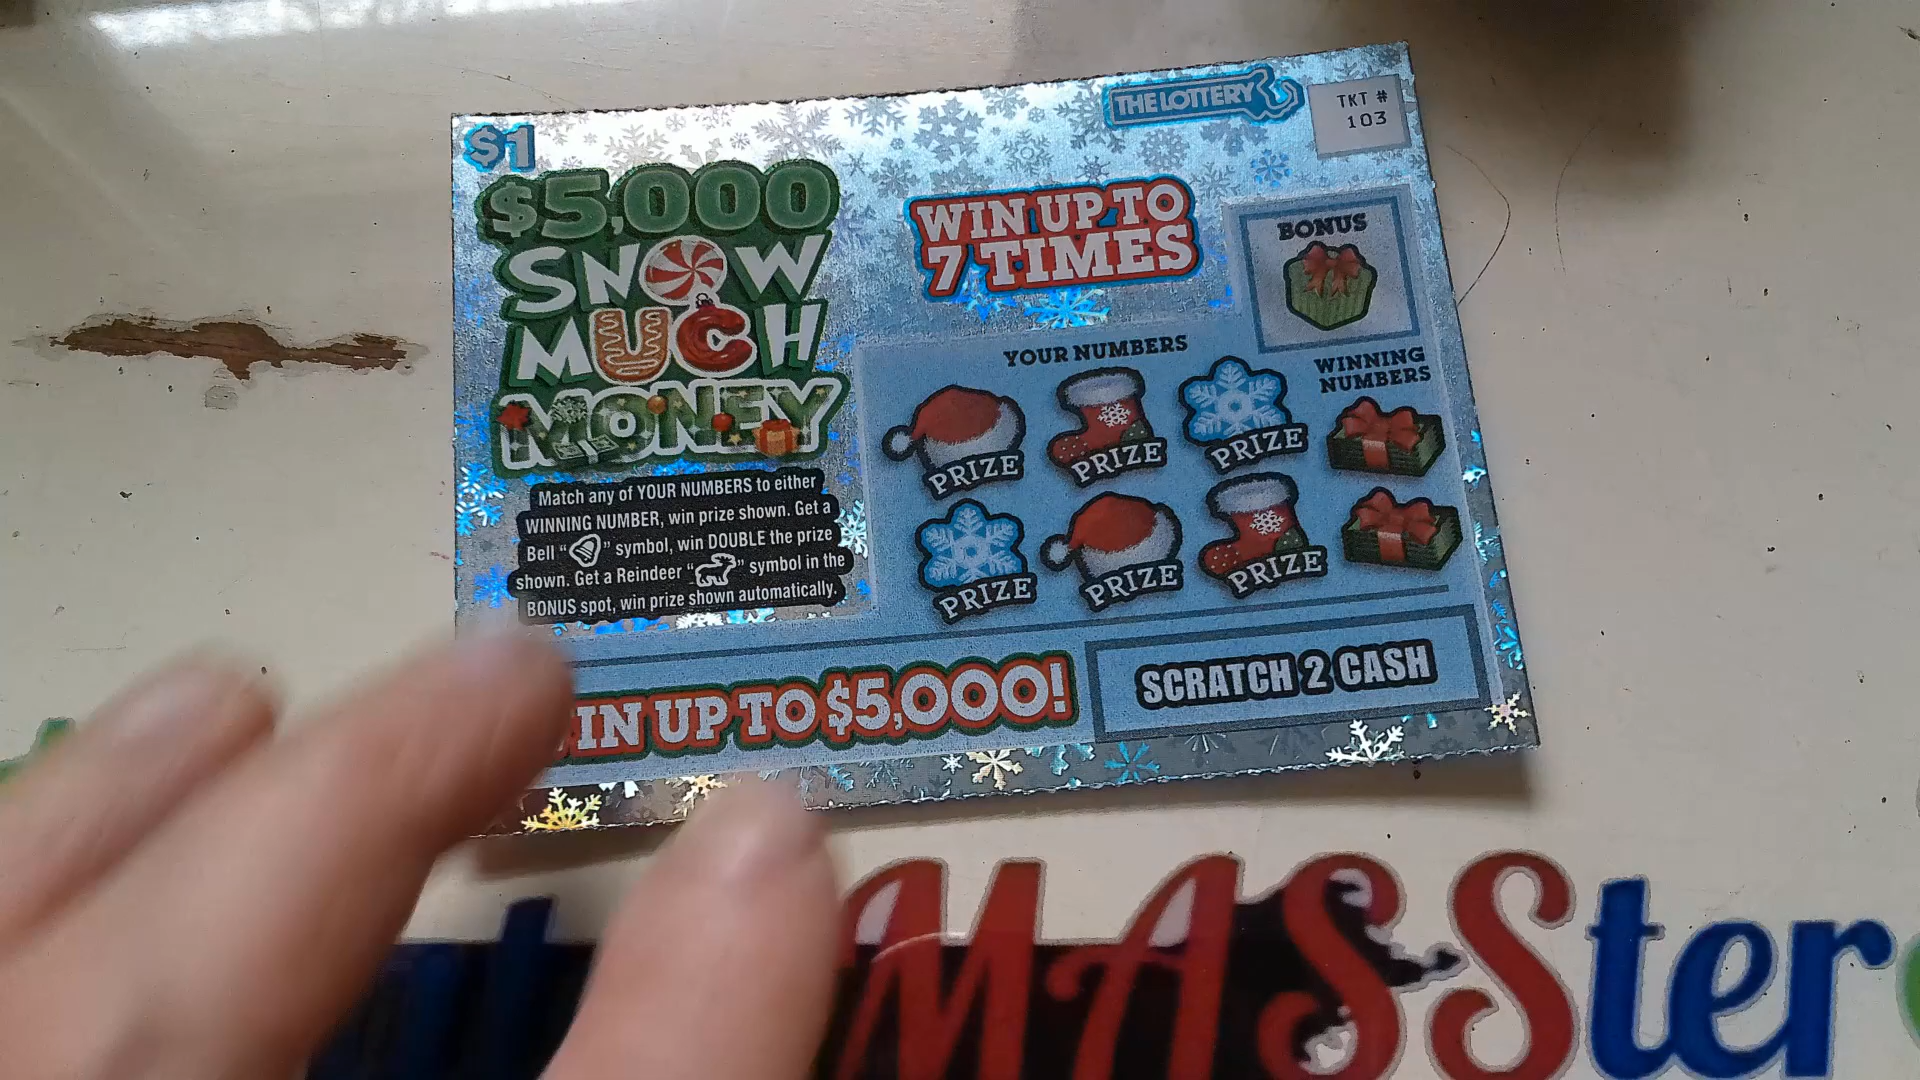 $1
THE LOTTERY
TKT #
103
$5,000
SNOW
MUCH
MONEY
WIN UP TO
7 TIMES
BONUS
YOUR NUMBERS
WINNING
NUMBERS
PRIZE
PRIZE
PRIZE
PRIZE
PRIZE
PRIZE
Match any of YOUR NUMBERS to either
WINNING NUMBER, win prize shown. Get a
Bell “ ” symbol, win DOUBLE the prize
shown. Get a Reindeer “ ” symbol in the
BONUS spot, win prize shown automatically.
IN UP TO $5,000!
SCRATCH 2 CASH
MASSter